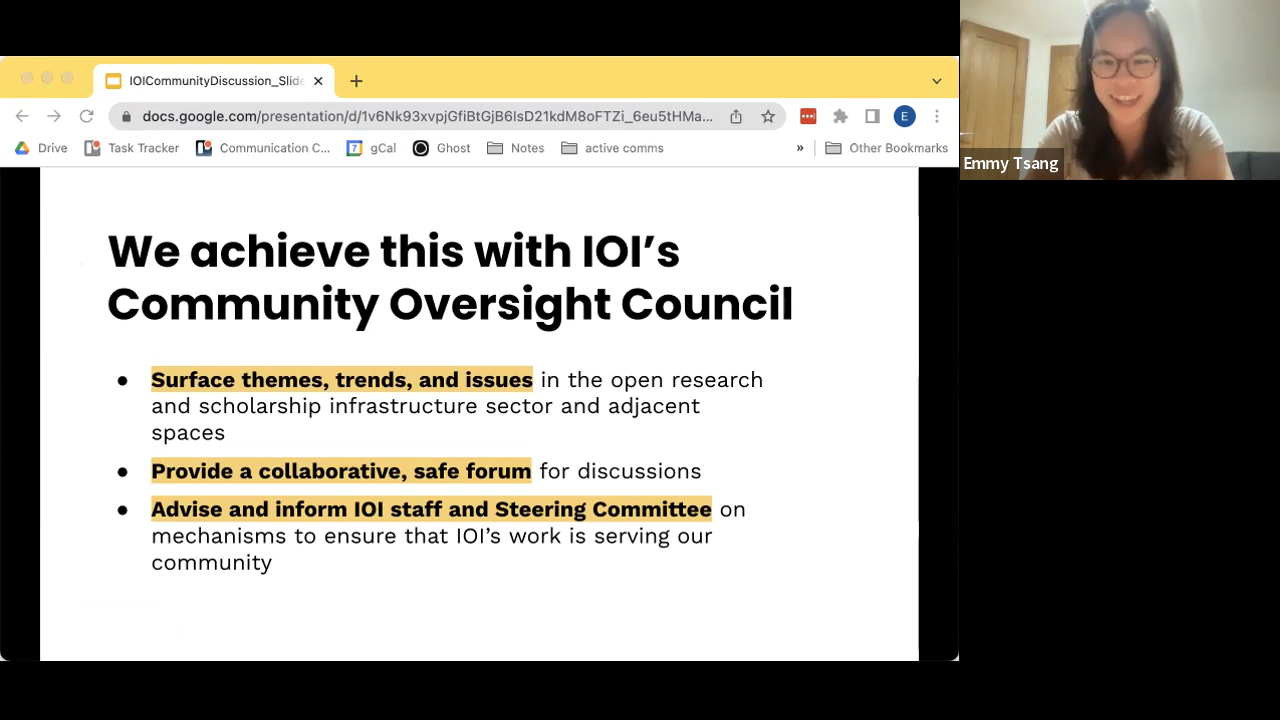 IOICommunityDiscussion_Slide
docs.google.com/presentation/d/1v6Nk93xvpjGfiBtGjB6lsD21kdM8oFTZi_6eu5tHMa...
E
Drive
Task Tracker
Communication C...
7
gCal
Ghost
Notes
active comms
»
Other Bookmarks
Emmy Tsang
We achieve this with IOI’s
Community Oversight Council
● Surface themes, trends, and issues in the open research
and scholarship infrastructure sector and adjacent
spaces
● Provide a collaborative, safe forum for discussions
● Advise and inform IOI staff and Steering Committee on
mechanisms to ensure that IOI’s work is serving our
community